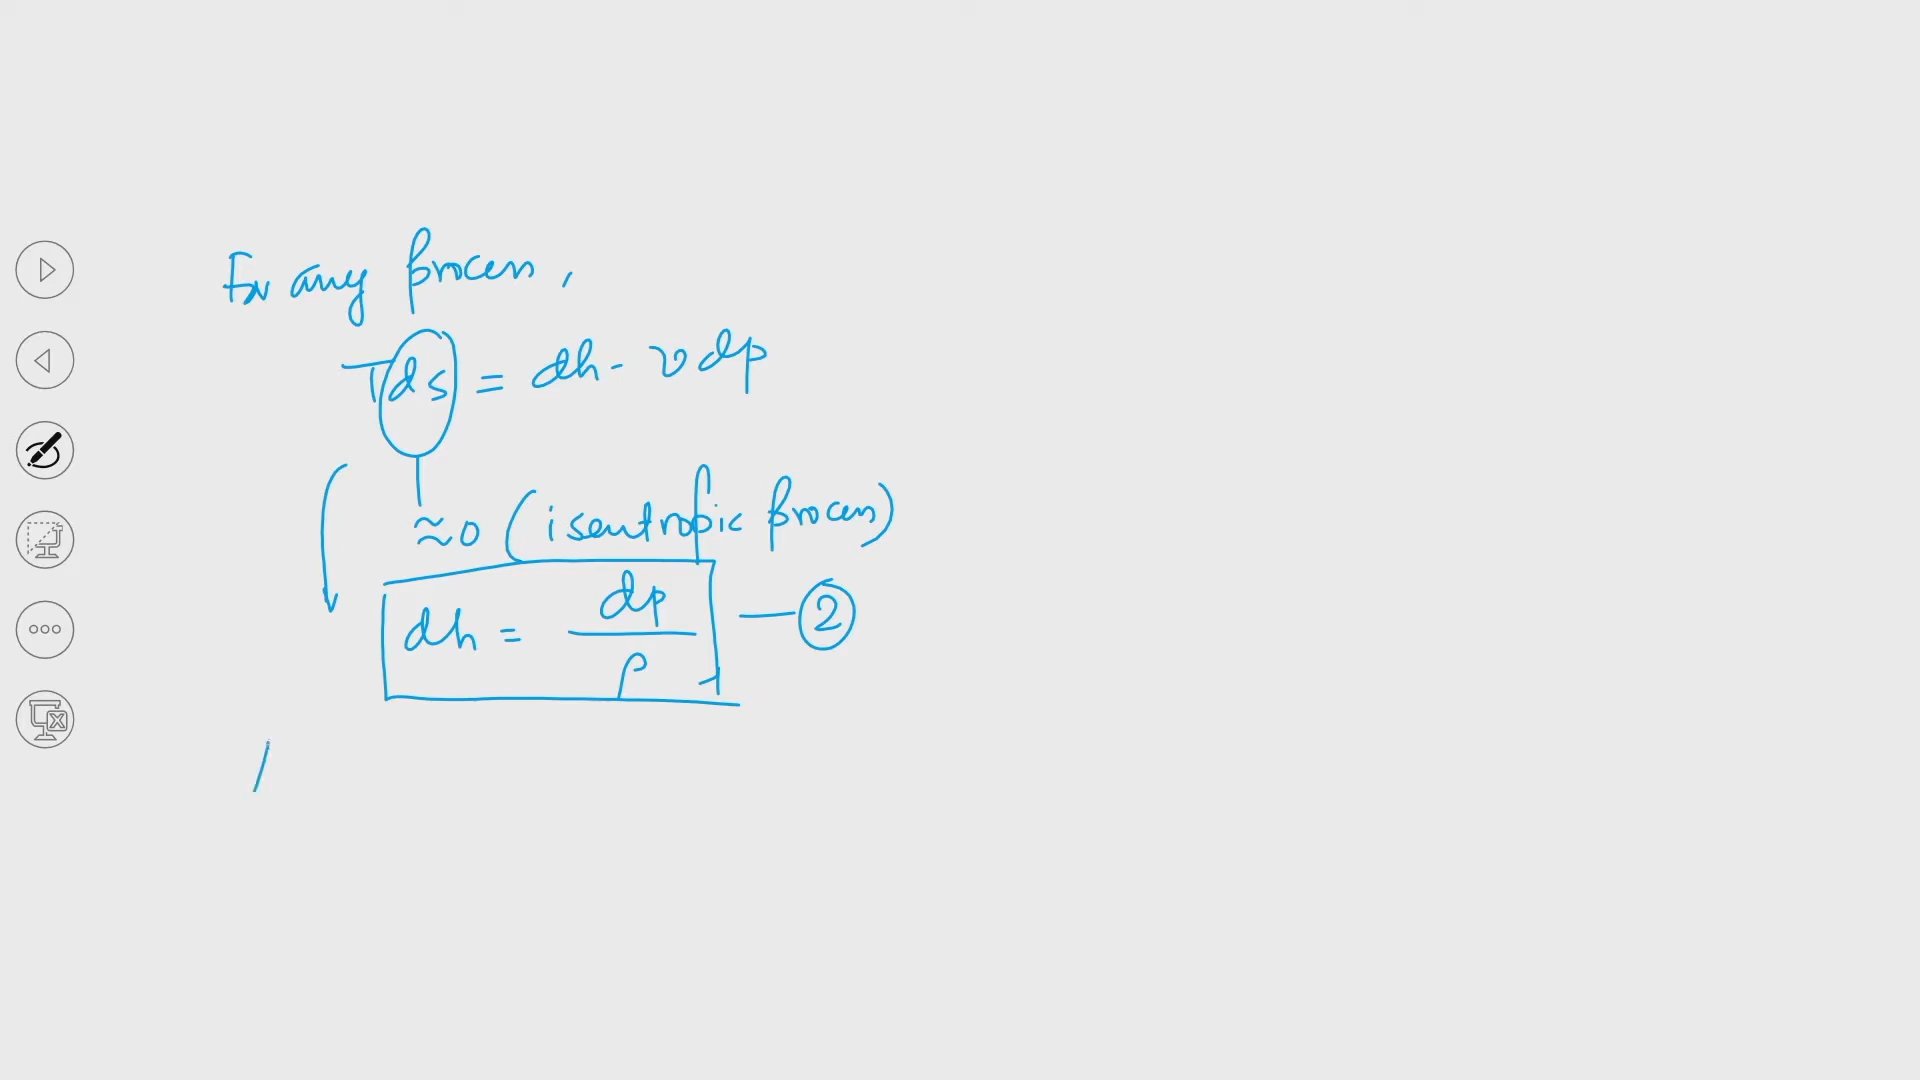 For any process,
Tds = dh - vdp
≈0 (isentropic process)
dh = dp/ρ — ②